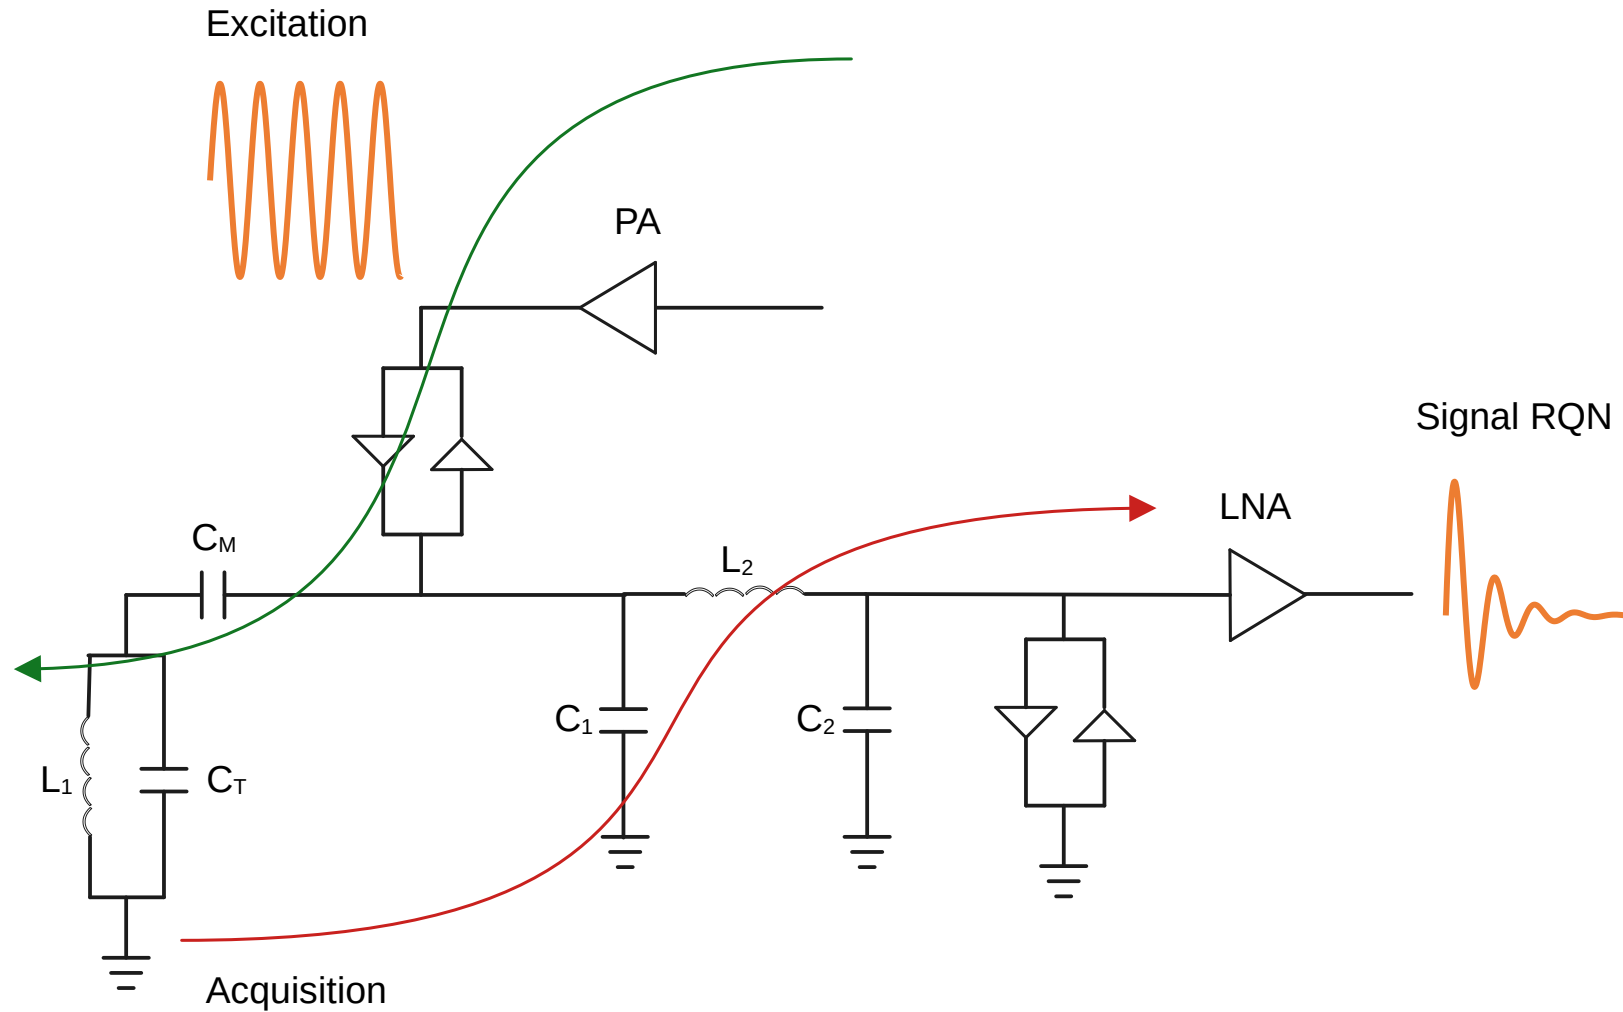 Excitation
PA
Signal RQN
LNA
CM
L2
C1
C2
L1
CT
Acquisition